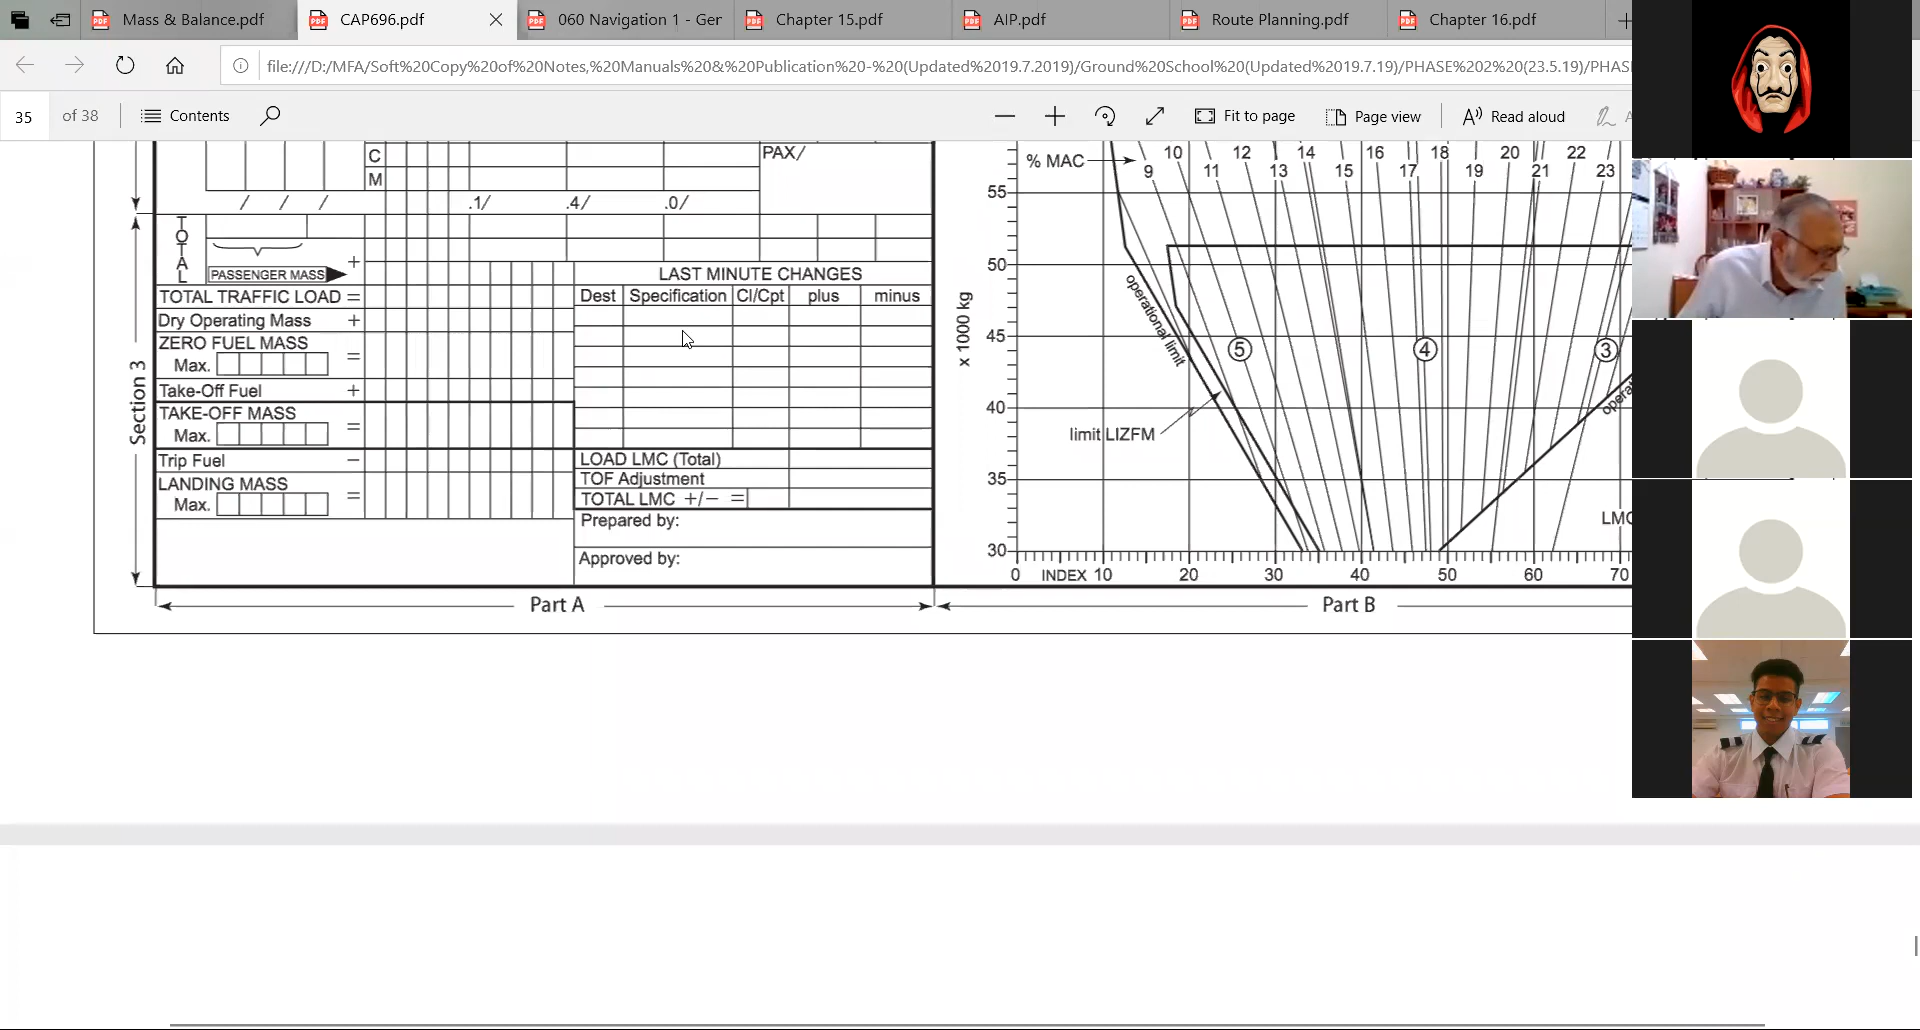 Mass & Balance.pdf
CAP696.pdf
060 Navigation 1 - Ger
Chapter 15.pdf
AIP.pdf
Route Planning.pdf
Chapter 16.pdf
file:///D:/MFA/Soft%20Copy%20of%20Notes,%20Manuals%20&%20Publication%20-%20(Updated%2019.7.2019)/Ground%20School%20(Updated%2019.7.19)/PHASE%202%20(23.5.19)/PHAS
35 of 38
Contents
Fit to page
Page view
A
Read aloud
C
M
PAX/
/ / / .1/ .4/ .0/
TOTAL
PASSENGER MASS +
TOTAL TRAFFIC LOAD =
Dry Operating Mass +
ZERO FUEL MASS
Max. =
Take-Off Fuel +
TAKE-OFF MASS
Max. =
Trip Fuel −
LANDING MASS
Max. =
Section 3
LAST MINUTE CHANGES
Dest Specification Cl/Cpt plus minus
LOAD LMC (Total)
TOF Adjustment
TOTAL LMC +/− =
Prepared by:
Approved by:
Part A
% MAC
10 12 14 16 18 20 22
9 11 13 15 17 19 21 23
55
50
45
40
35
30
x 1000 kg
operational limit
5 4 3
opera
limit LIZFM
LMC
0 INDEX 10 20 30 40 50 60 70
Part B